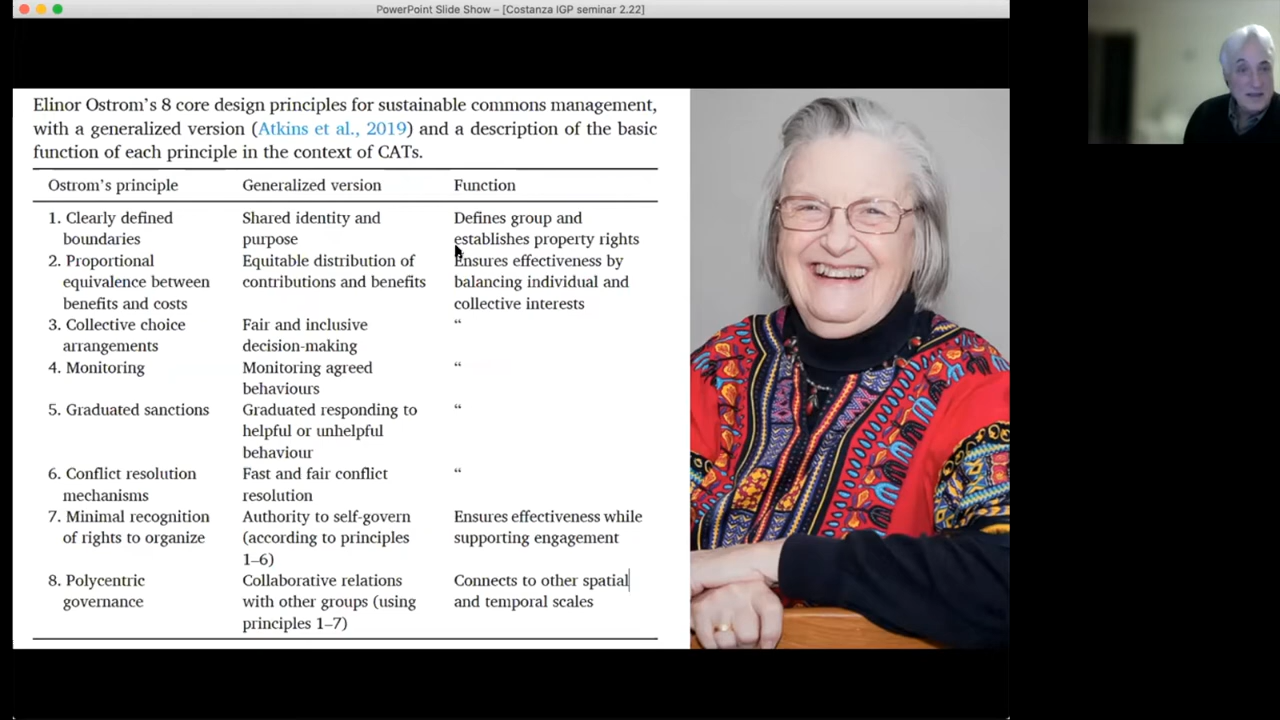 PowerPoint Slide Show – [Costanza IGP seminar 2.22]
Elinor Ostrom's 8 core design principles for sustainable commons management,
with a generalized version (Atkins et al., 2019) and a description of the basic
function of each principle in the context of CATs.
Ostrom's principle Generalized version Function
1. Clearly defined Shared identity and Defines group and
boundaries purpose establishes property rights
2. Proportional Equitable distribution of Ensures effectiveness by
equivalence between contributions and benefits balancing individual and
benefits and costs collective interests
3. Collective choice Fair and inclusive “
arrangements decision-making
4. Monitoring Monitoring agreed “
behaviours
5. Graduated sanctions Graduated responding to “
helpful or unhelpful
behaviour
6. Conflict resolution Fast and fair conflict “
mechanisms resolution
7. Minimal recognition Authority to self-govern Ensures effectiveness while
of rights to organize (according to principles supporting engagement
1–6)
8. Polycentric Collaborative relations Connects to other spatial
governance with other groups (using and temporal scales
principles 1–7)